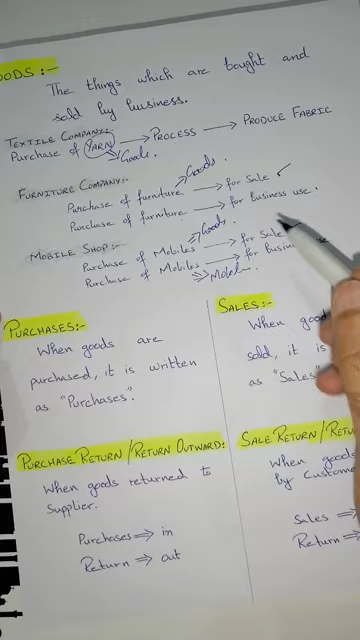 OODS :-
The things which are bought and
sold by business.
TEXTILE COMPANY:-
Purchase of YARN → PROCESS → PRODUCE FABRIC
Goods.
FURNITURE COMPANY:-
Goods.
Purchase of furniture → for Sale ✓
Purchase of furniture → for Business use.
MOBILE SHOP:-
Goods.
Purchase of Mobiles → for Sale
Purchase of Mobiles → for Busin
PURCHASES:-
When goods are
purchased, it is written
as "Purchases".
SALES:-
When good
sold, it is
as "Sales"
PURCHASE RETURN/RETURN OUTWARD:-
When goods returned to
Supplier.
Purchases ⇒ in
Return ⇒ out
SALE RETURN/RETU
When goods
by Custome
Sales ⇒
Return ⇒